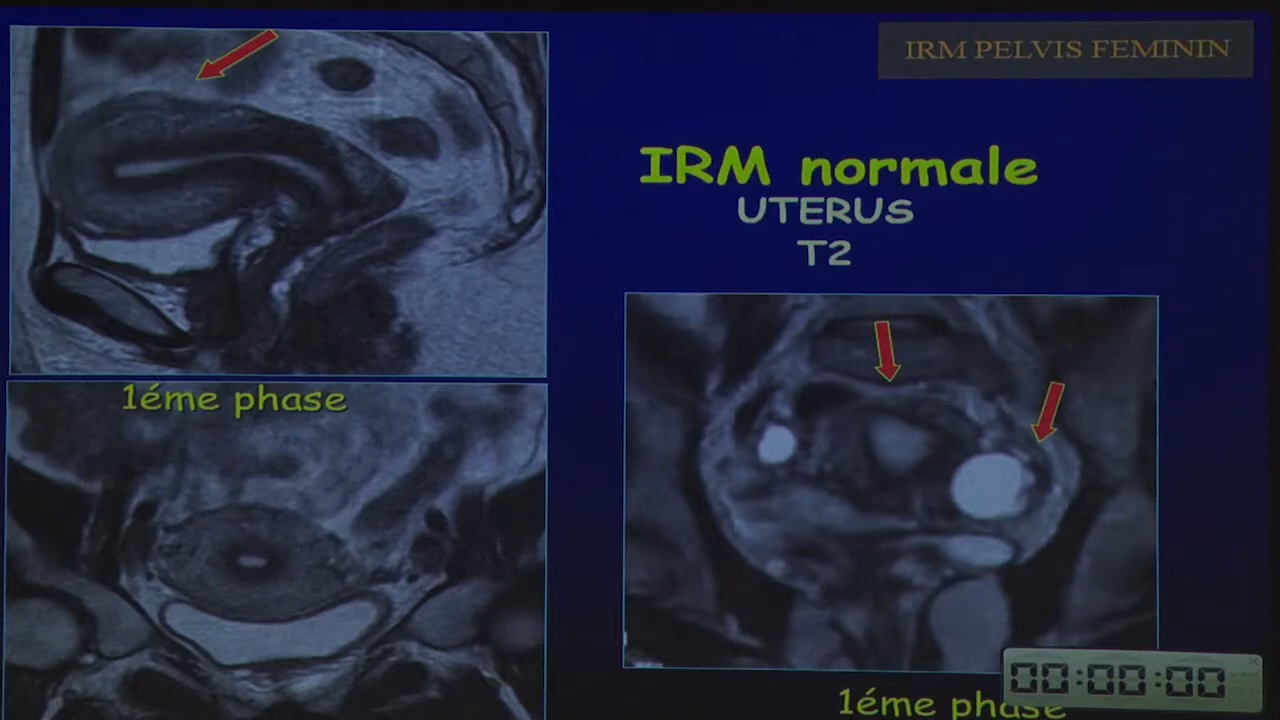 IRM PELVIS FEMININ
IRM normale
UTERUS
T2
1éme phase
1éme phase
00:00:00